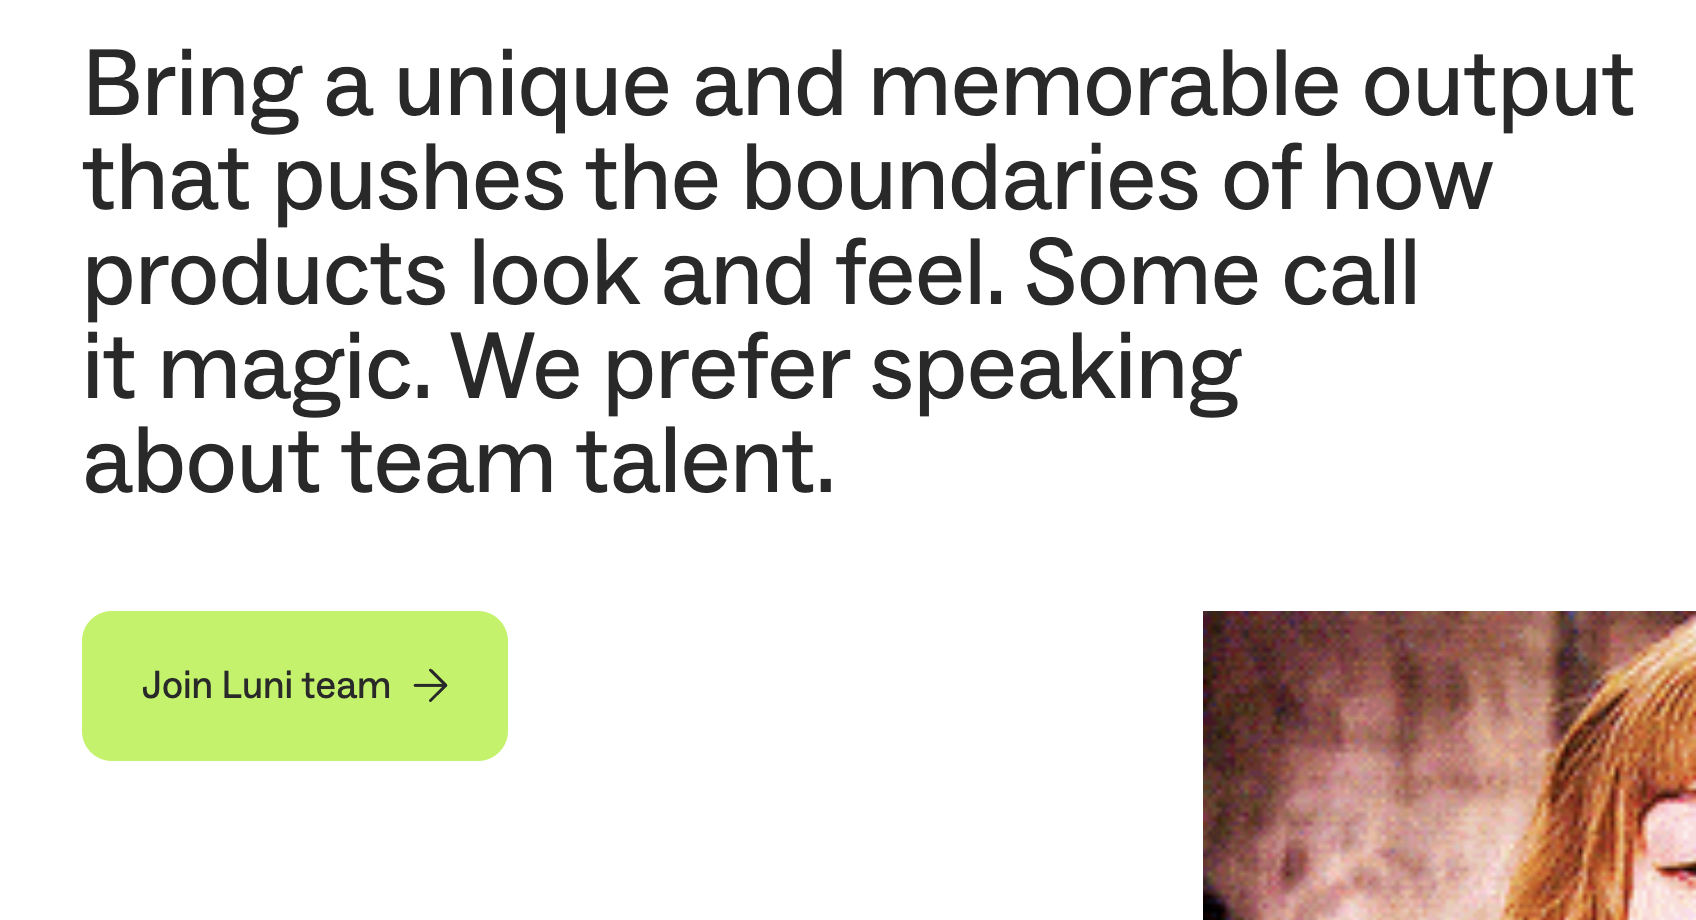 Bring a unique and memorable output
that pushes the boundaries of how
products look and feel. Some call
it magic. We prefer speaking
about team talent.
Join Luni team →